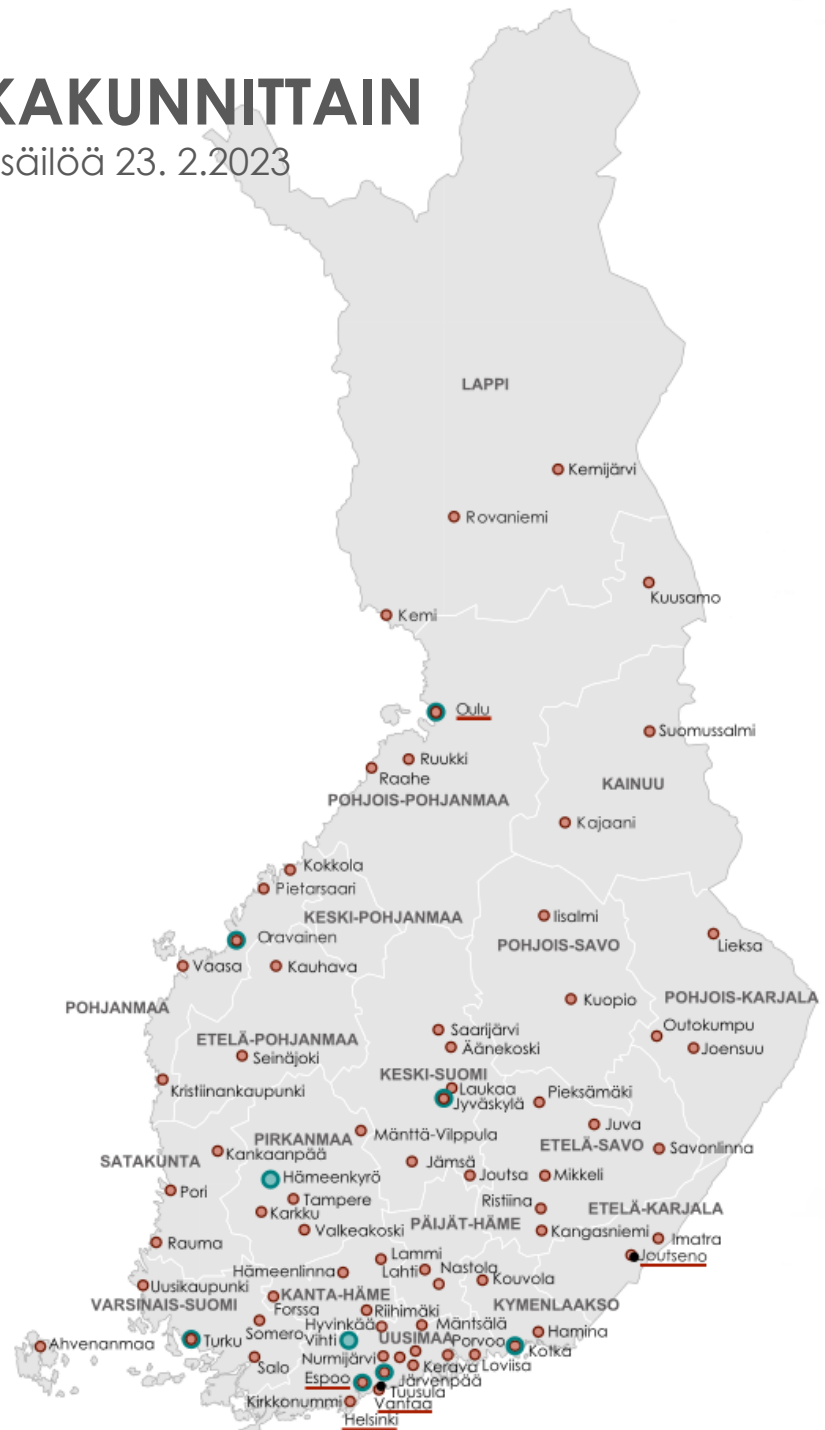 KAKUNNITTAIN
säilöä 23. 2.2023
LAPPI
Kemijärvi
Rovaniemi
Kuusamo
Kemi
Oulu
Suomussalmi
Ruukki
Raahe
KAINUU
POHJOIS-POHJANMAA
Kajaani
Kokkola
Pietarsaari
KESKI-POHJANMAA
Iisalmi
Oravainen
POHJOIS-SAVO
Lieksa
Vaasa
Kauhava
Kuopio
POHJOIS-KARJALA
POHJANMAA
Outokumpu
Saarijärvi
ETELÄ-POHJANMAA
Äänekoski
Joensuu
Seinäjoki
KESKI-SUOMI
Kristiinankaupunki
Laukaa
Pieksämäki
Jyväskylä
Juva
Mänttä-Vilppula
PIRKANMAA
ETELÄ-SAVO
Savonlinna
Kankaanpää
SATAKUNTA
Jämsä
Joutsa
Mikkeli
Hämeenkyrö
Pori
Tampere
Ristiina
ETELÄ-KARJALA
Karkku
PÄIJÄT-HÄME
Valkeakoski
Kangasniemi
Imatra
Rauma
Lammi
Joutseno
Hämeenlinna
Lahti
Nastola
Kouvola
Uusikaupunki
KANTA-HÄME
VARSINAIS-SUOMI
KYMENLAAKSO
Forssa
Riihimäki
Hyvinkää
Mäntsälä
Somero
Hamina
Turku
Vihti
UUSIMAA
Porvoo
Ahvenanmaa
Kotka
Nurmijärvi
Salo
Kerava
Loviisa
Espoo
Järvenpää
Tuusula
Kirkkonummi
Vantaa
Helsinki